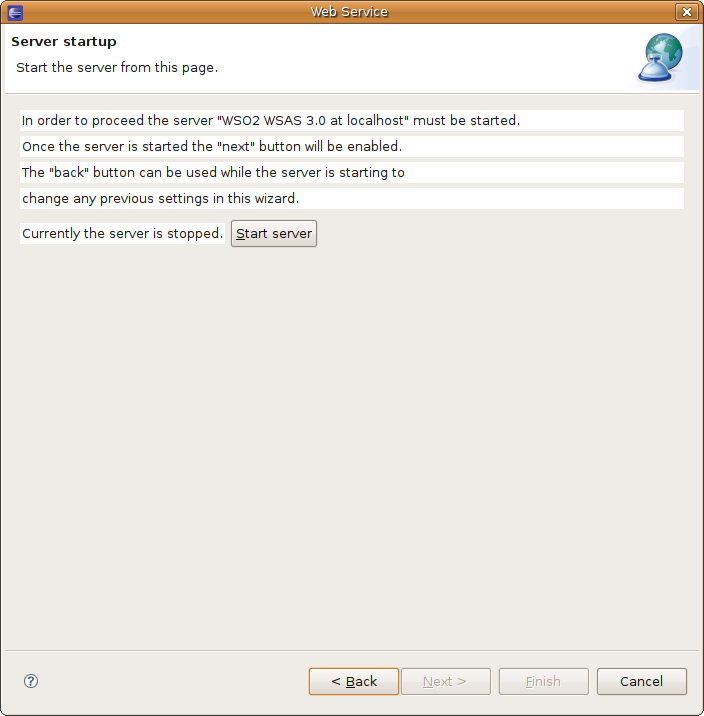 Web Service
Server startup
Start the server from this page.
In order to proceed the server "WSO2 WSAS 3.0 at localhost" must be started.
Once the server is started the "next" button will be enabled.
The "back" button can be used while the server is starting to
change any previous settings in this wizard.
Currently the server is stopped. Start server
? < Back Next > Finish Cancel